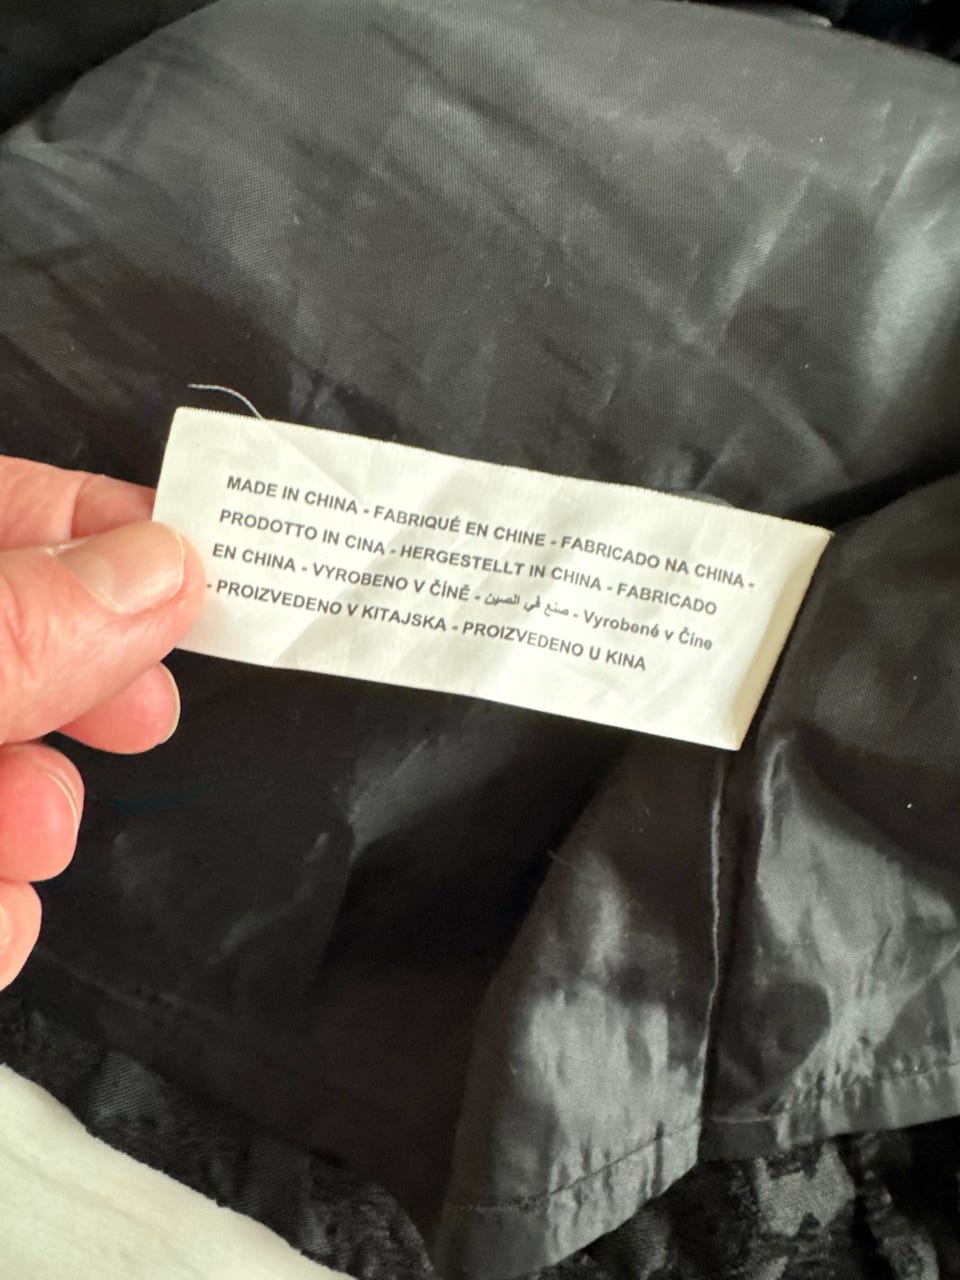 MADE IN CHINA - FABRIQUÉ EN CHINE - FABRICADO NA CHINA -
PRODOTTO IN CINA - HERGESTELLT IN CHINA - FABRICADO
EN CHINA - VYROBENO V ČÍNĚ - صنع في الصين - Vyrobené v Číne
- PROIZVEDENO V KITAJSKA - PROIZVEDENO U KINA